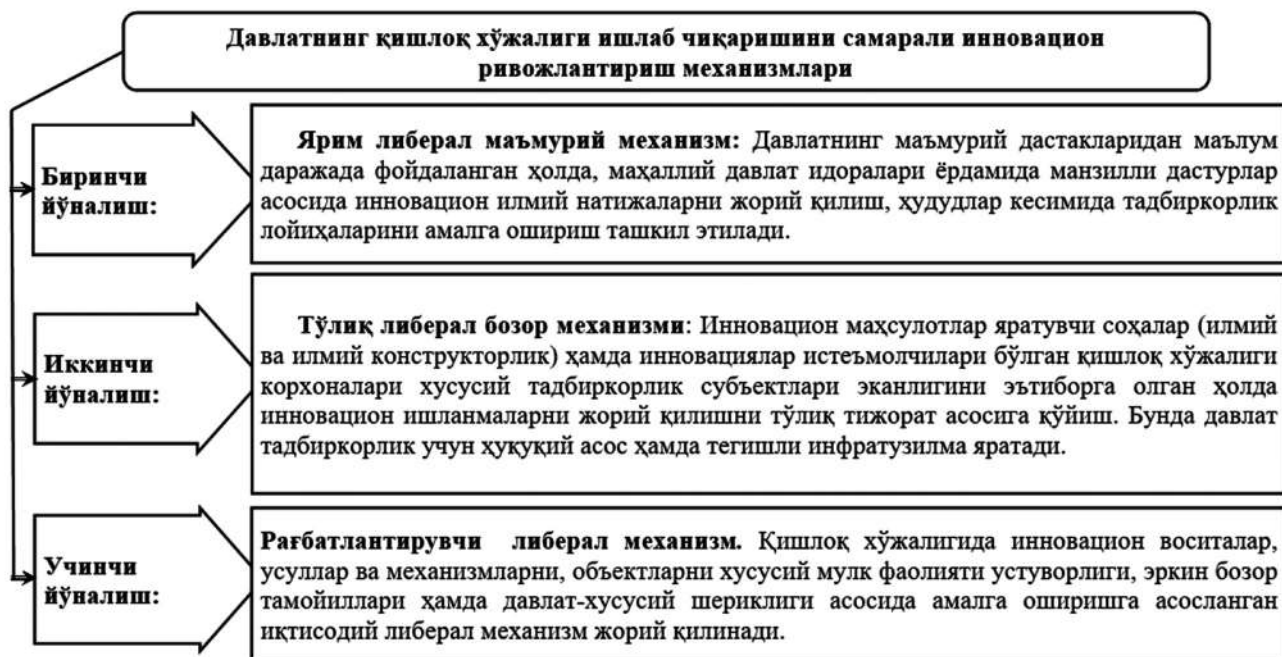 Давлатнинг қишлоқ хўжалиги ишлаб чиқаришини самарали инновацион
ривожлантириш механизмлари
Биринчи
йўналиш:
Ярим либерал маъмурий механизм: Давлатнинг маъмурий дастакларидан маълум
даражада фойдаланган ҳолда, маҳаллий давлат идоралари ёрдамида манзилли дастурлар
асосида инновацион илмий натижаларни жорий қилиш, ҳудудлар кесимида тадбиркорлик
лойиҳаларини амалга ошириш ташкил этилади.
Иккинчи
йўналиш:
Тўлиқ либерал бозор механизми: Инновацион маҳсулотлар яратувчи соҳалар (илмий
ва илмий конструкторлик) ҳамда инновациялар истеъмолчилари бўлган қишлоқ хўжалиги
корхоналари хусусий тадбиркорлик субъектлари эканлигини эътиборга олган ҳолда
инновацион ишланмаларни жорий қилишни тўлиқ тижорат асосига қўйиш. Бунда давлат
тадбиркорлик учун ҳуқуқий асос ҳамда тегишли инфратузилма яратади.
Учинчи
йўналиш:
Рағбатлантирувчи либерал механизм. Қишлоқ хўжалигида инновацион воситалар,
усуллар ва механизмларни, объектларни хусусий мулк фаолияти устуворлиги, эркин бозор
тамойиллари ҳамда давлат-хусусий шериклиги асосида амалга оширишга асосланган
иқтисодий либерал механизм жорий қилинади.